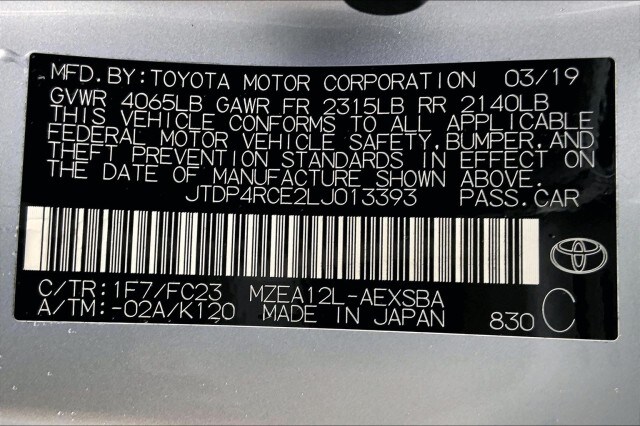 MFD.BY:TOYOTA MOTOR CORPORATION 03/19
GVWR 4065LB GAWR FR 2315LB RR 2140LB
THIS VEHICLE CONFORMS TO ALL APPLICABLE
FEDERAL MOTOR VEHICLE SAFETY,BUMPER,AND
THEFT PREVENTION STANDARDS IN EFFECT ON
THE DATE OF MANUFACTURE SHOWN ABOVE.
JTDP4RCE2LJ013393 PASS.CAR
C/TR:1F7/FC23 MZEA12L-AEXSBA
A/TM:-02A/K120 MADE IN JAPAN 830 C